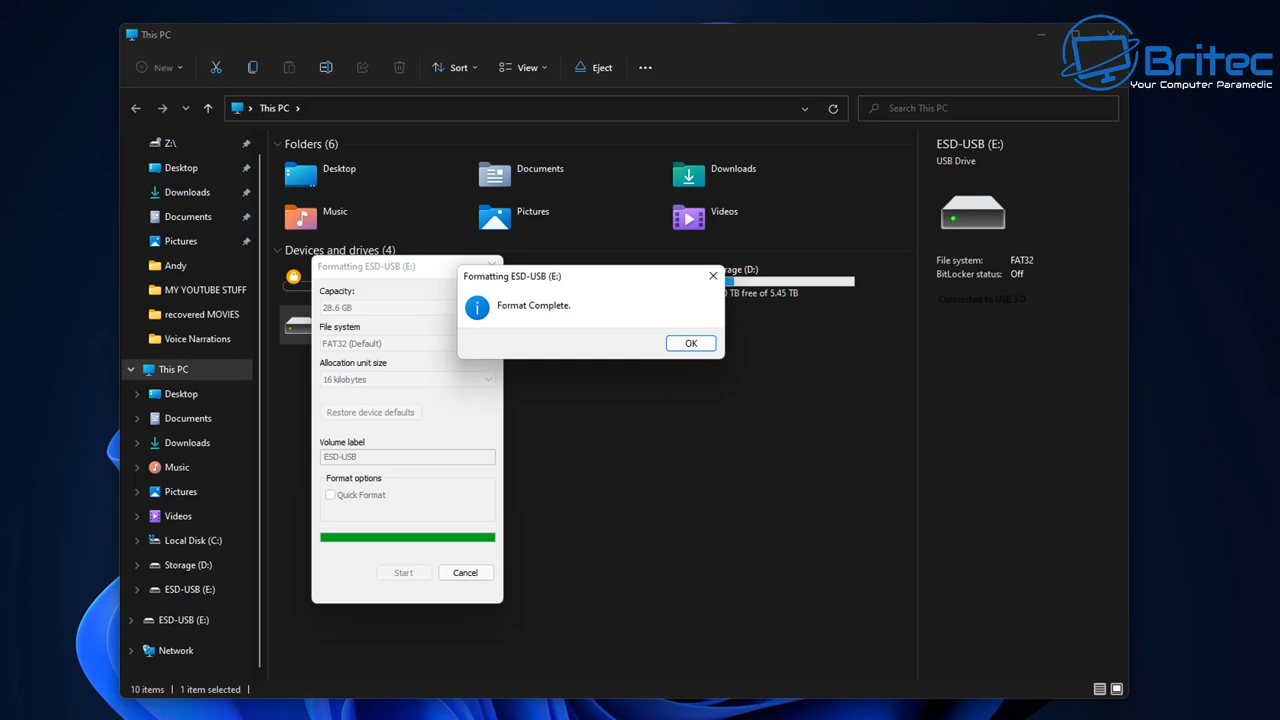 This PC
Britec
Your Computer Paramedic
New
Sort
View
Eject
This PC
Search This PC
Z:\
Desktop
Downloads
Documents
Pictures
Andy
MY YOUTUBE STUFF
recovered MOVIES
Voice Narrations
This PC
Desktop
Documents
Downloads
Music
Pictures
Videos
Local Disk (C:)
Storage (D:)
ESD-USB (E:)
ESD-USB (E:)
Network
Folders (6)
Desktop
Documents
Downloads
Music
Pictures
Videos
Devices and drives (4)
rage (D:)
TB free of 5.45 TB
Formatting ESD-USB (E:)
Capacity:
28.6 GB
File system
FAT32 (Default)
Allocation unit size
16 kilobytes
Restore device defaults
Volume label
ESD-USB
Format options
Quick Format
Start
Cancel
Formatting ESD-USB (E:)
Format Complete.
OK
ESD-USB (E:)
USB Drive
File system: FAT32
BitLocker status: Off
Connected to USB 3.0
10 items
1 item selected